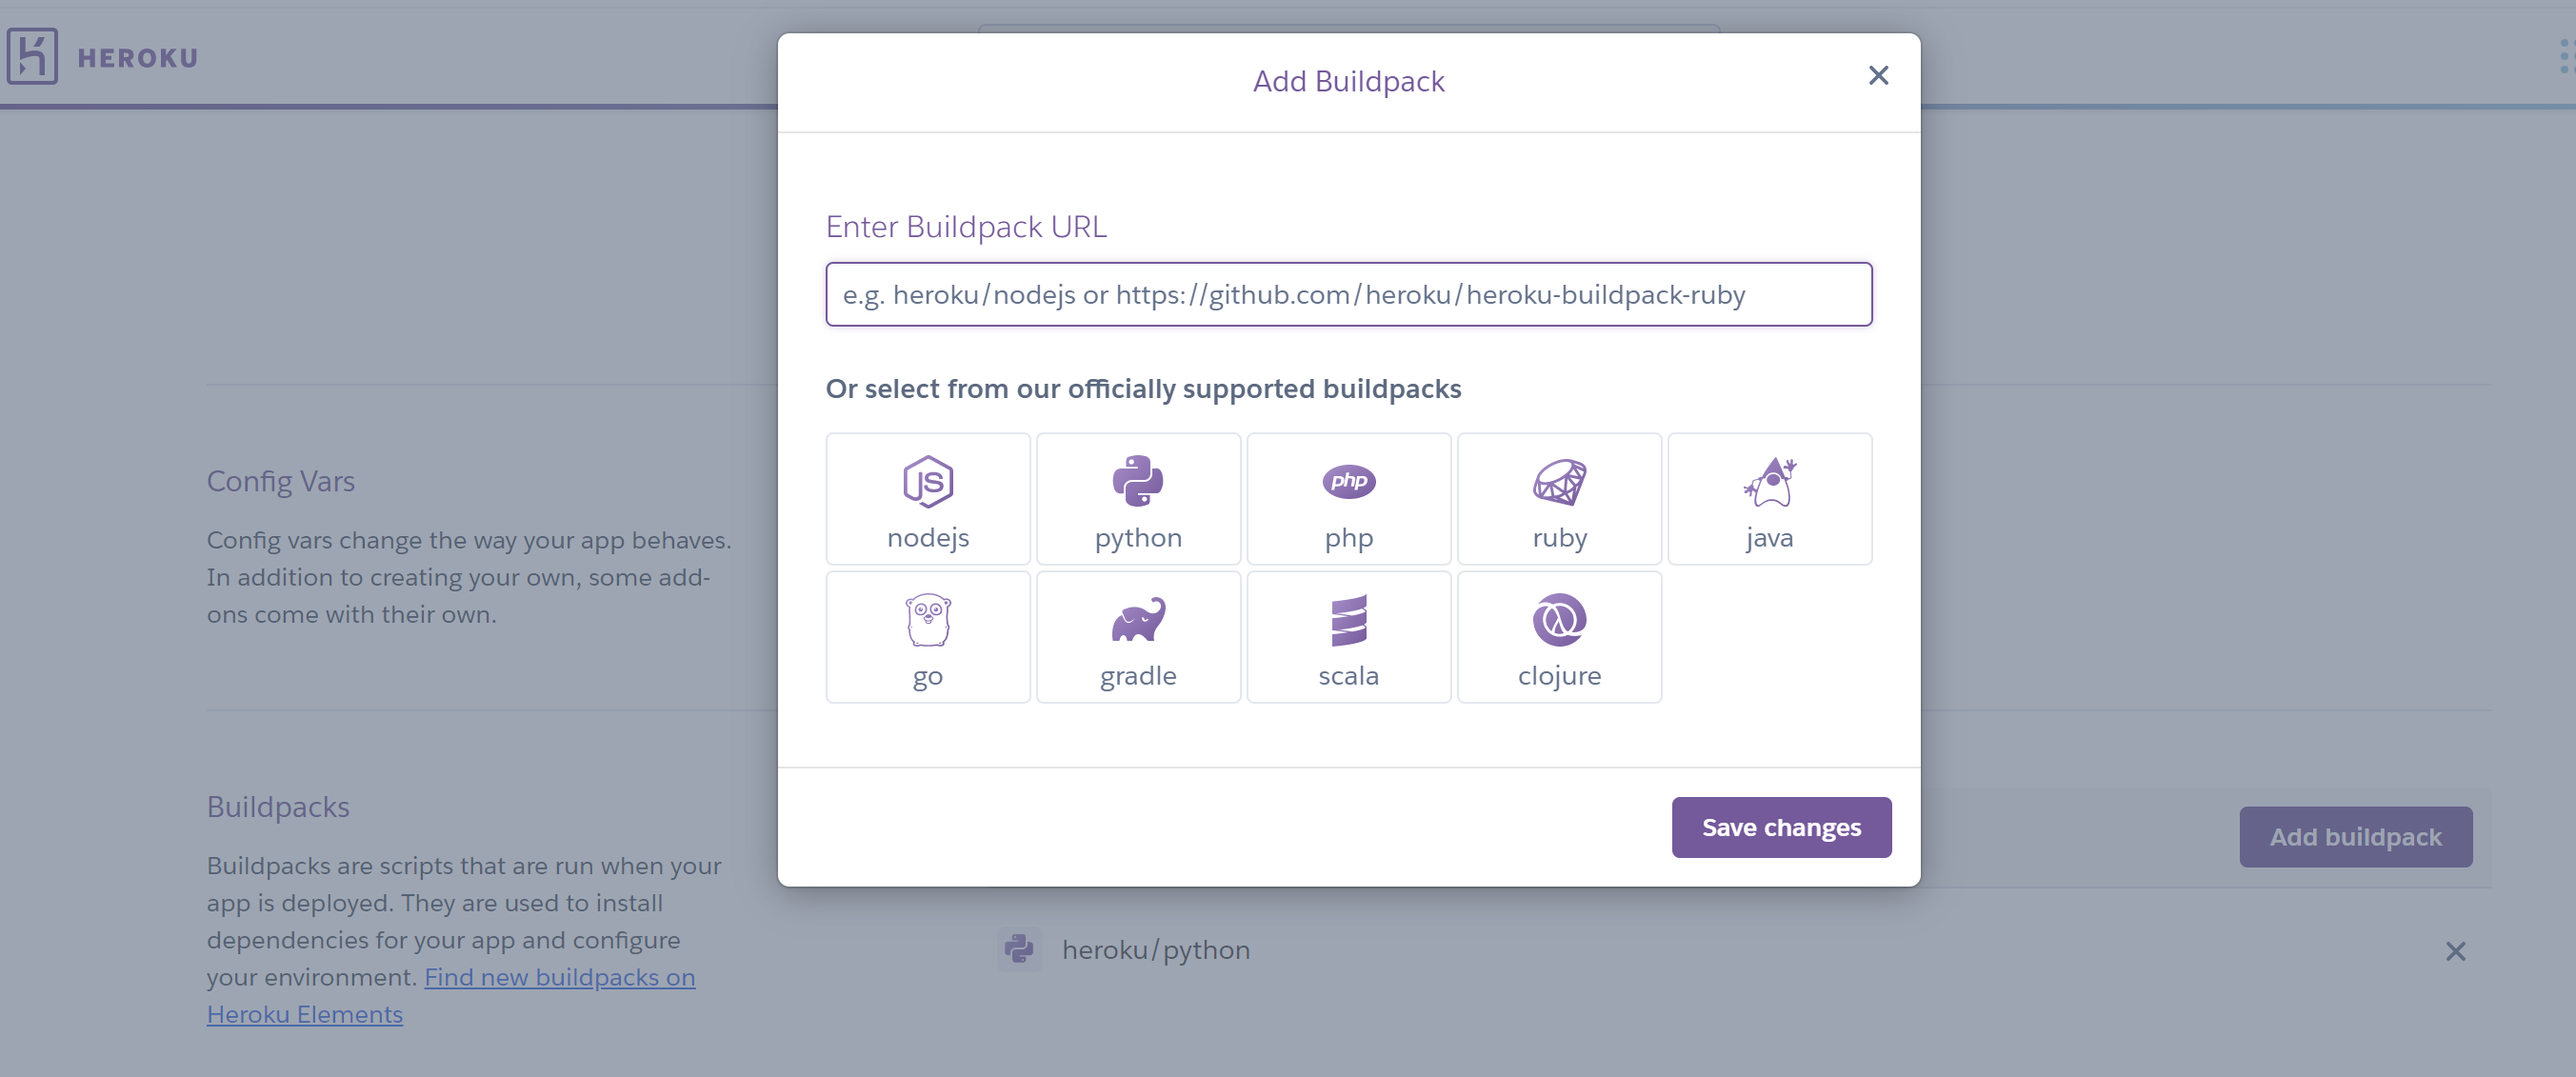 HEROKU
Add Buildpack
Enter Buildpack URL
e.g. heroku/nodejs or https://github.com/heroku/heroku-buildpack-ruby
Or select from our officially supported buildpacks
JS
php
nodejs
python
php
ruby
java
go
gradle
scala
clojure
Save changes
Config Vars
Config vars change the way your app behaves.
In addition to creating your own, some add-
ons come with their own.
Buildpacks
Buildpacks are scripts that are run when your
app is deployed. They are used to install
dependencies for your app and configure
your environment. Find new buildpacks on
Heroku Elements
Add buildpack
heroku/python